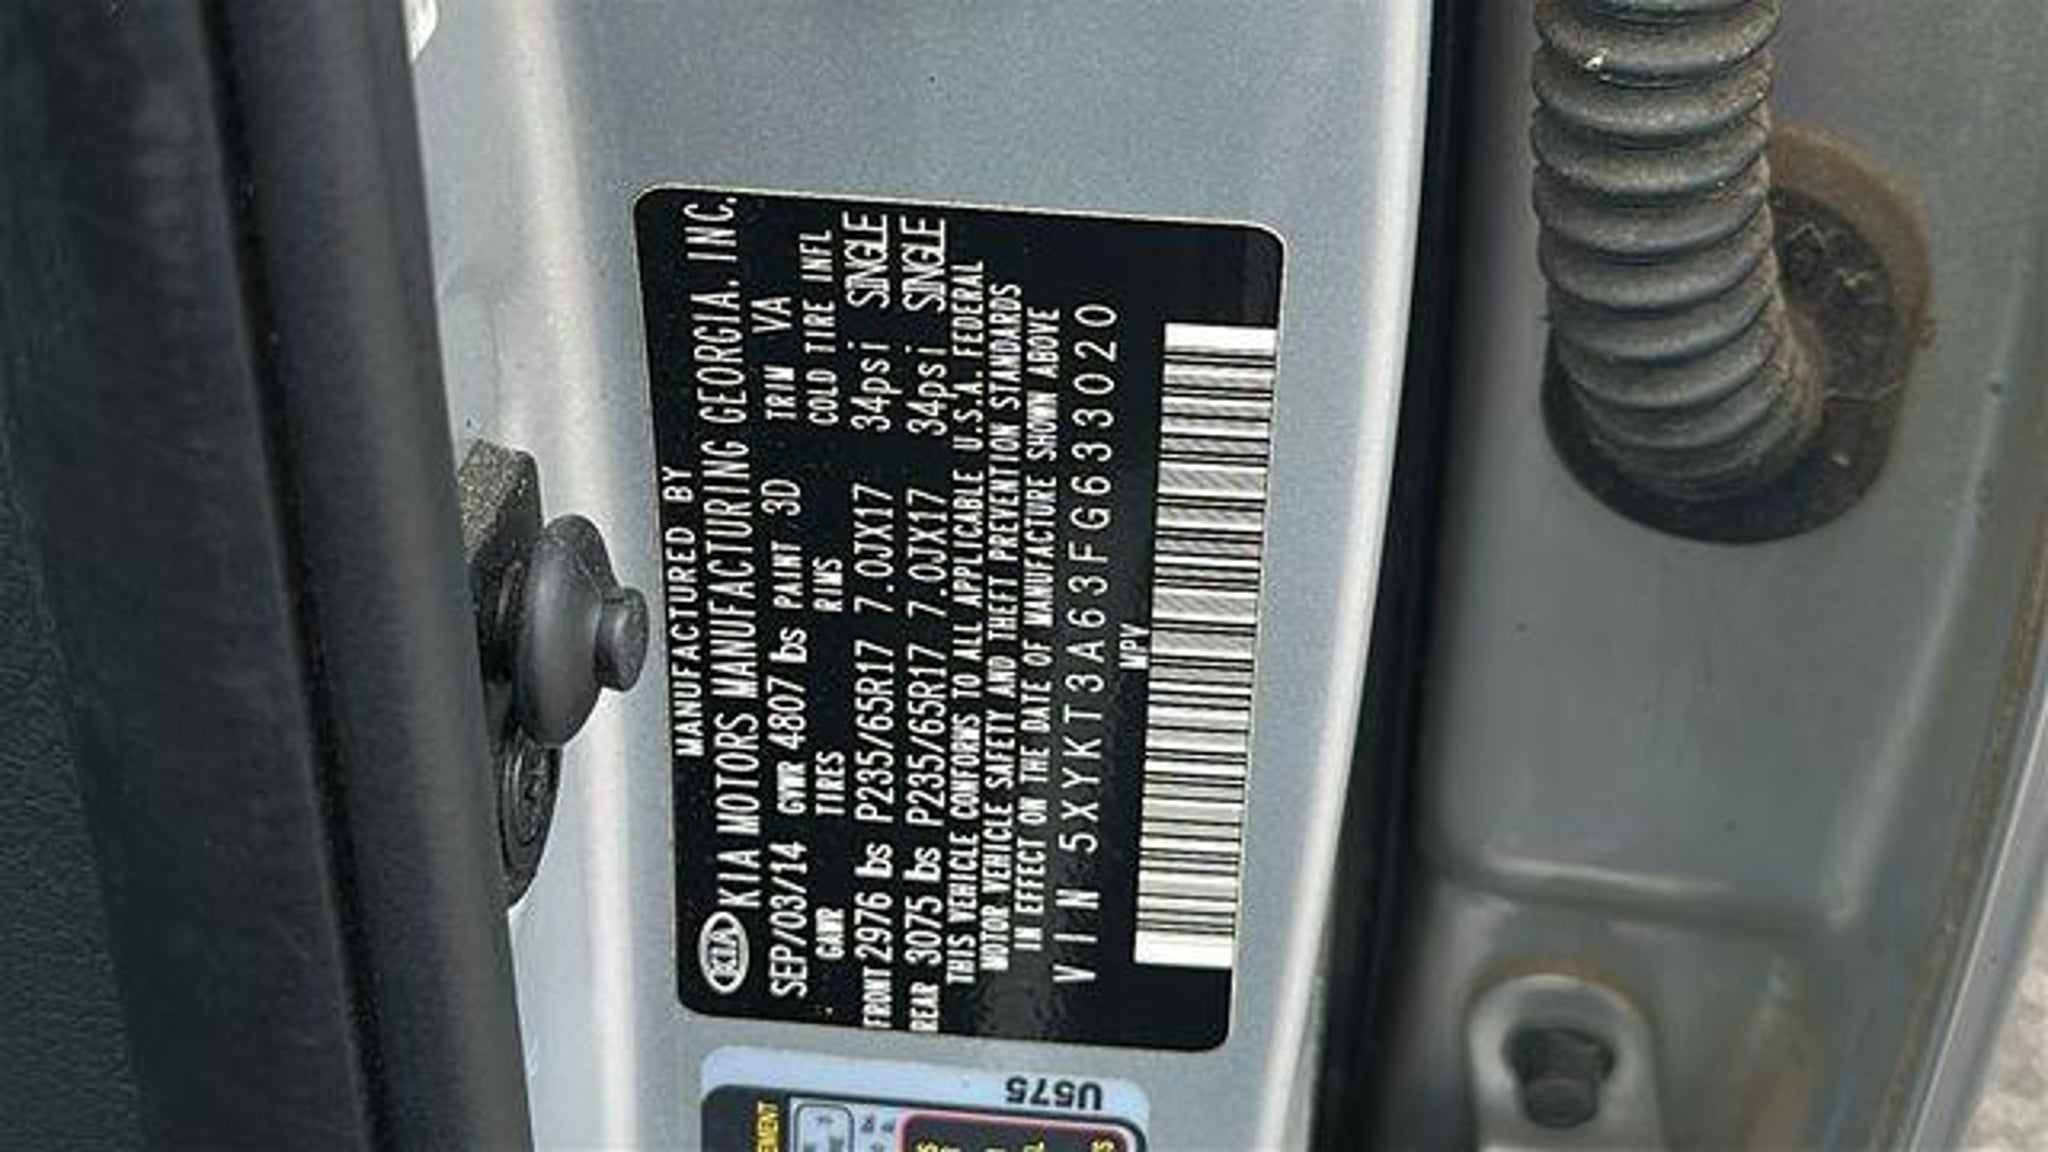 MANUFACTURED BY
KIA KIA MOTORS MANUFACTURING GEORGIA. INC.
SEP/03/14 GVWR 4807 lbs PAINT 3D TRIM VA
GAWR TIRES RIMS COLD TIRE INFL
FRONT 2976 lbs P235/65R17 7.0JX17 34psi SINGLE
REAR 3075 lbs P235/65R17 7.0JX17 34psi SINGLE
THIS VEHICLE CONFORMS TO ALL APPLICABLE U.S.A. FEDERAL
MOTOR VEHICLE SAFETY AND THEFT PREVENTION STANDARDS
IN EFFECT ON THE DATE OF MANUFACTURE SHOWN ABOVE
VIN 5XYKT3A63FG633020
MPV
U575